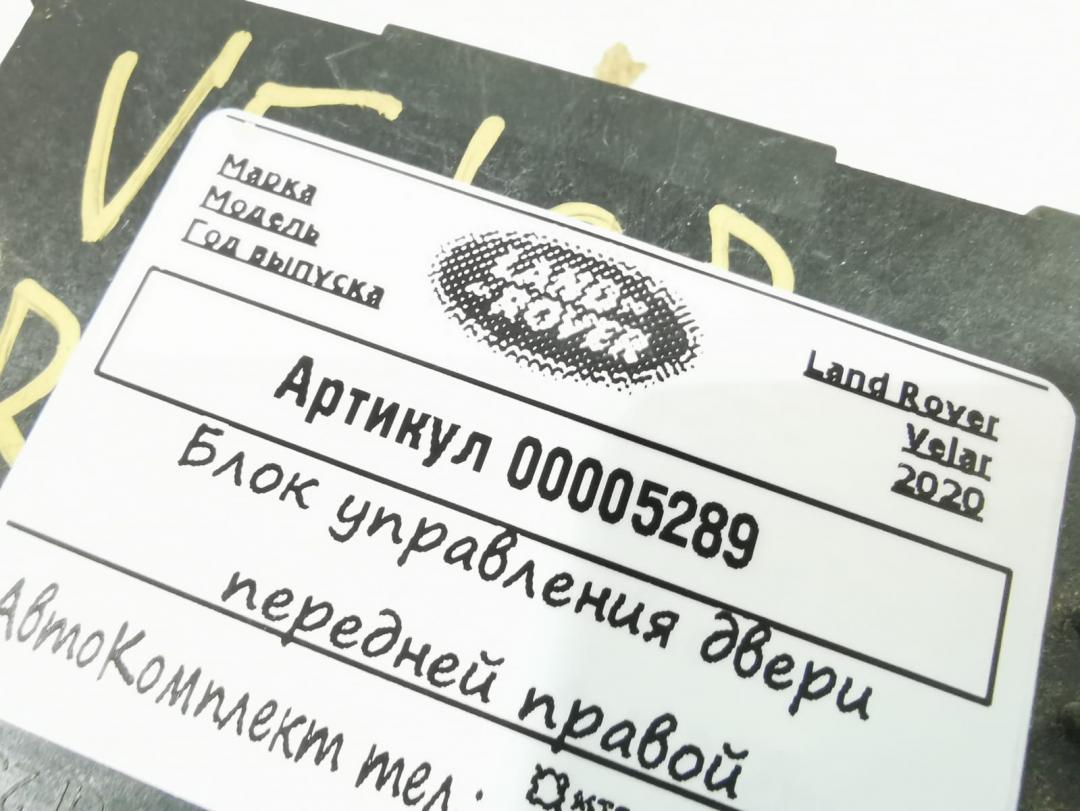 Марка
Модель
Год выпуска
LAND
ROVER
Land Rover
Velar
2020
Артикул 00005289
Блок управления двери
передней правой
АвтоКомплект тел.: